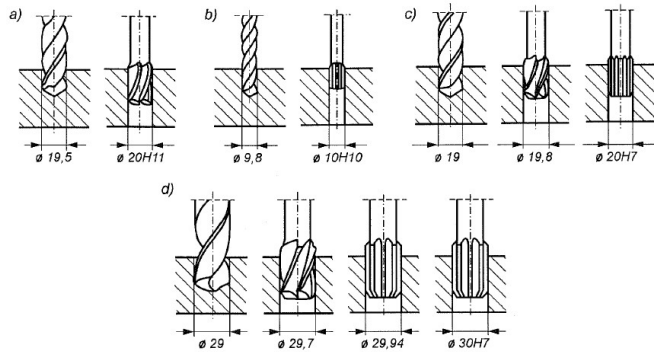 a)
b)
c)
ø 19,5
ø 20H11
ø 9,8
ø 10H10
ø 19
ø 19,8
ø 20H7
d)
ø 29
ø 29,7
ø 29,94
ø 30H7